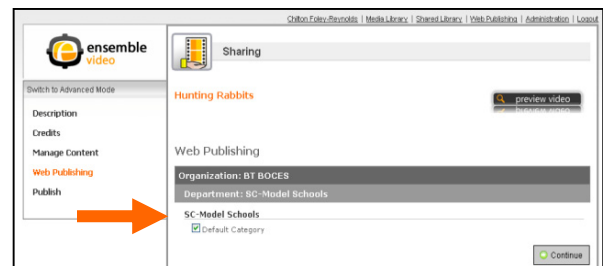 Chilton Foley-Reynolds | Media Library | Shared Library | Web Publishing | Administration | Logout
ensemble
video
Sharing
Switch to Advanced Mode
Hunting Rabbits
preview video
Description
Credits
Manage Content
Web Publishing
Publish
Web Publishing
Organization: BT BOCES
Department: SC-Model Schools
SC-Model Schools
Default Category
Continue